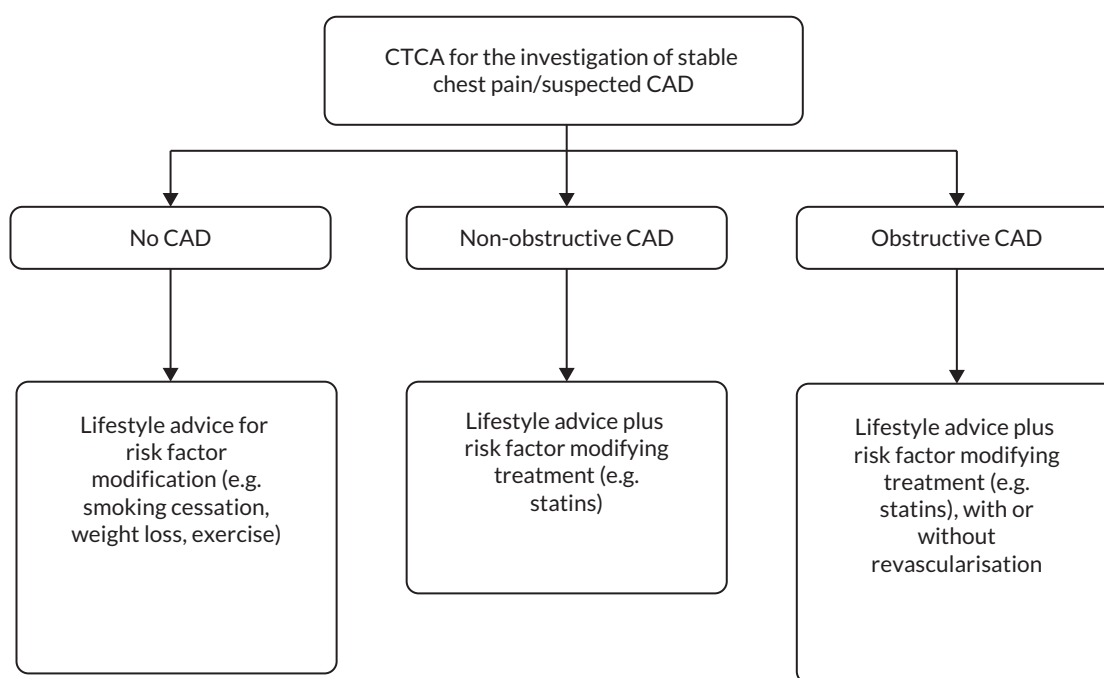 CTCA for the investigation of stable
chest pain/suspected CAD
No CAD
Non-obstructive CAD
Obstructive CAD
Lifestyle advice for
risk factor
modification (e.g.
smoking cessation,
weight loss, exercise)
Lifestyle advice plus
risk factor modifying
treatment (e.g.
statins)
Lifestyle advice plus
risk factor modifying
treatment (e.g.
statins), with or
without
revascularisation